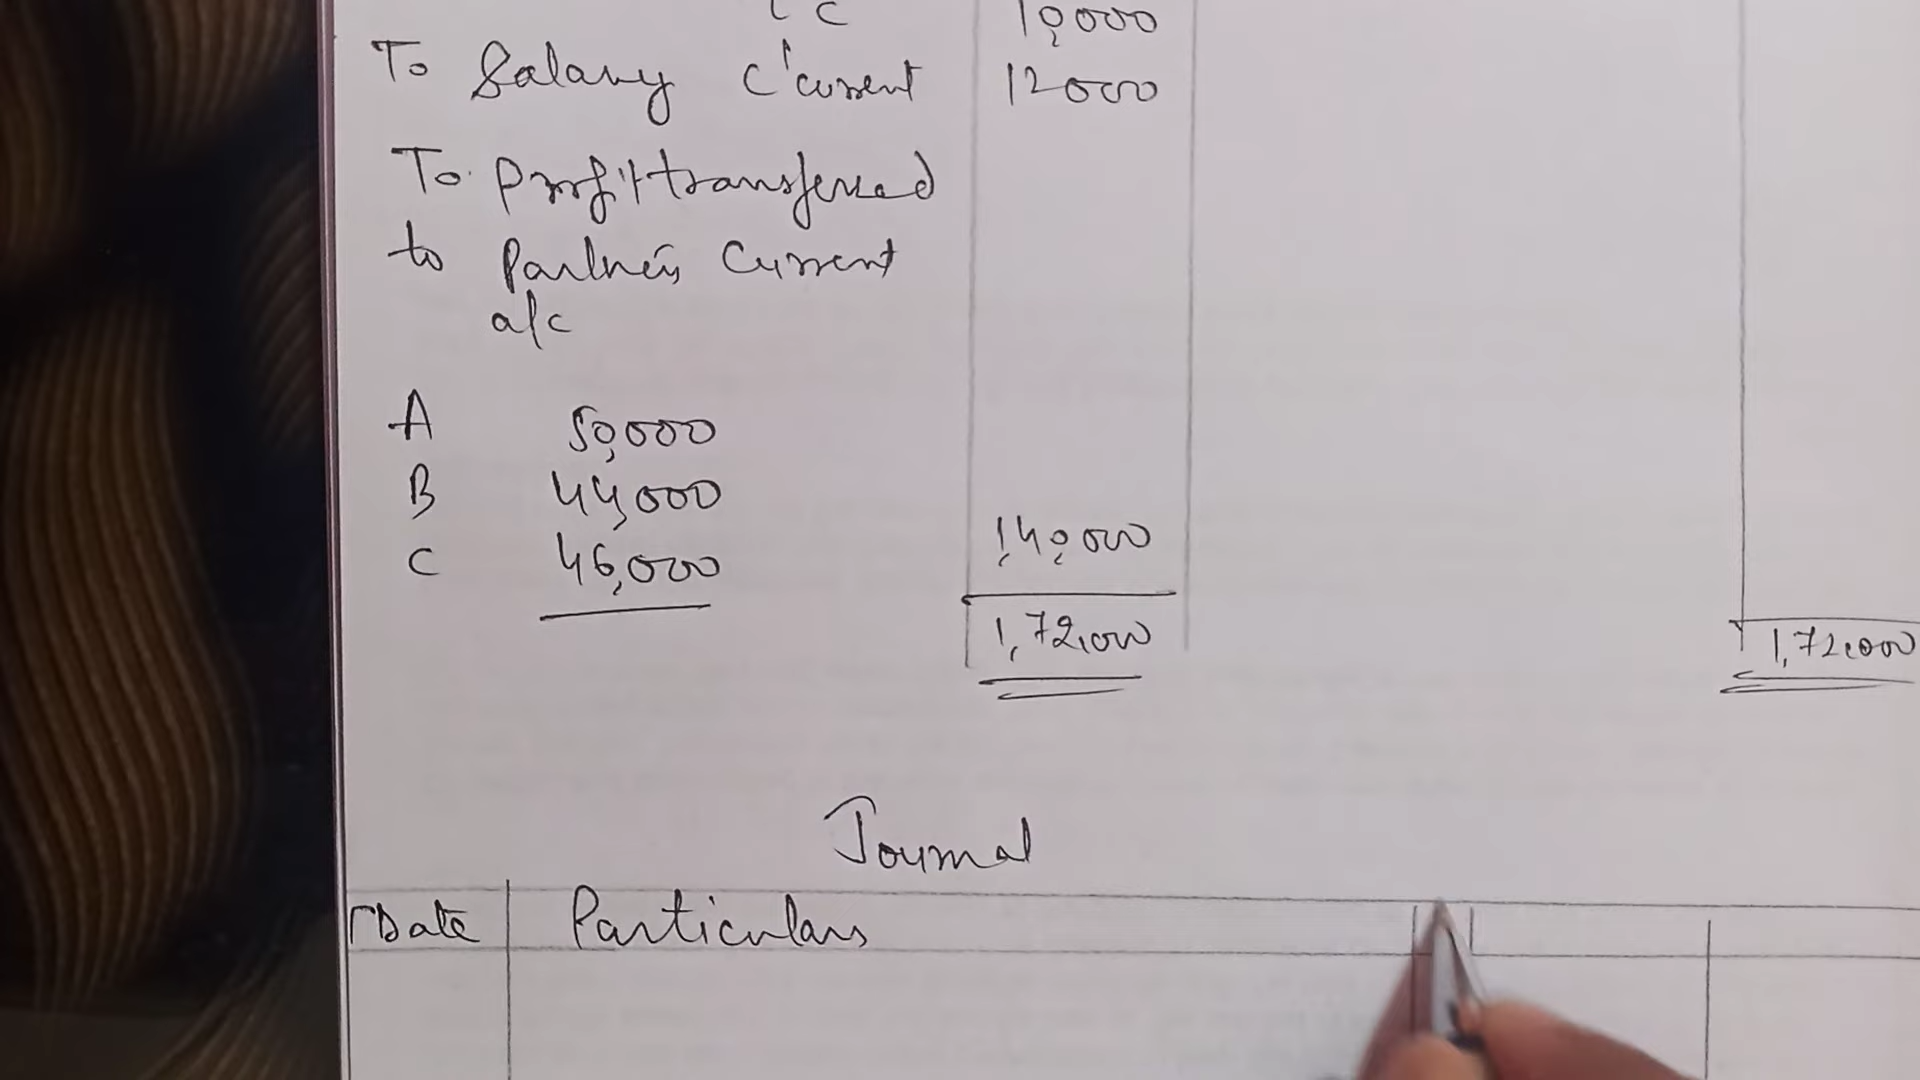 C 10,000
To Salary C's current 12000
To profit transferred
to Partner's Current
a/c
A 50,000
B 44,000
C 46,000 1,40,000
1,72,000 1,72,000
Journal
Date Particulars